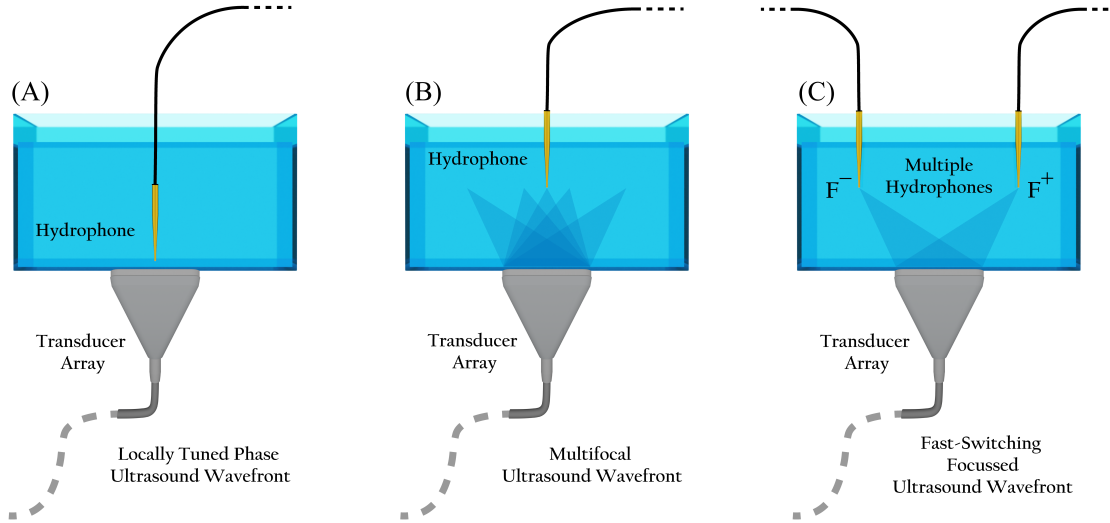 (A)
Hydrophone
Transducer
Array
Locally Tuned Phase
Ultrasound Wavefront
(B)
Hydrophone
Transducer
Array
Multifocal
Ultrasound Wavefront
(C)
Multiple
Hydrophones
F⁻
F⁺
Transducer
Array
Fast-Switching
Focussed
Ultrasound Wavefront